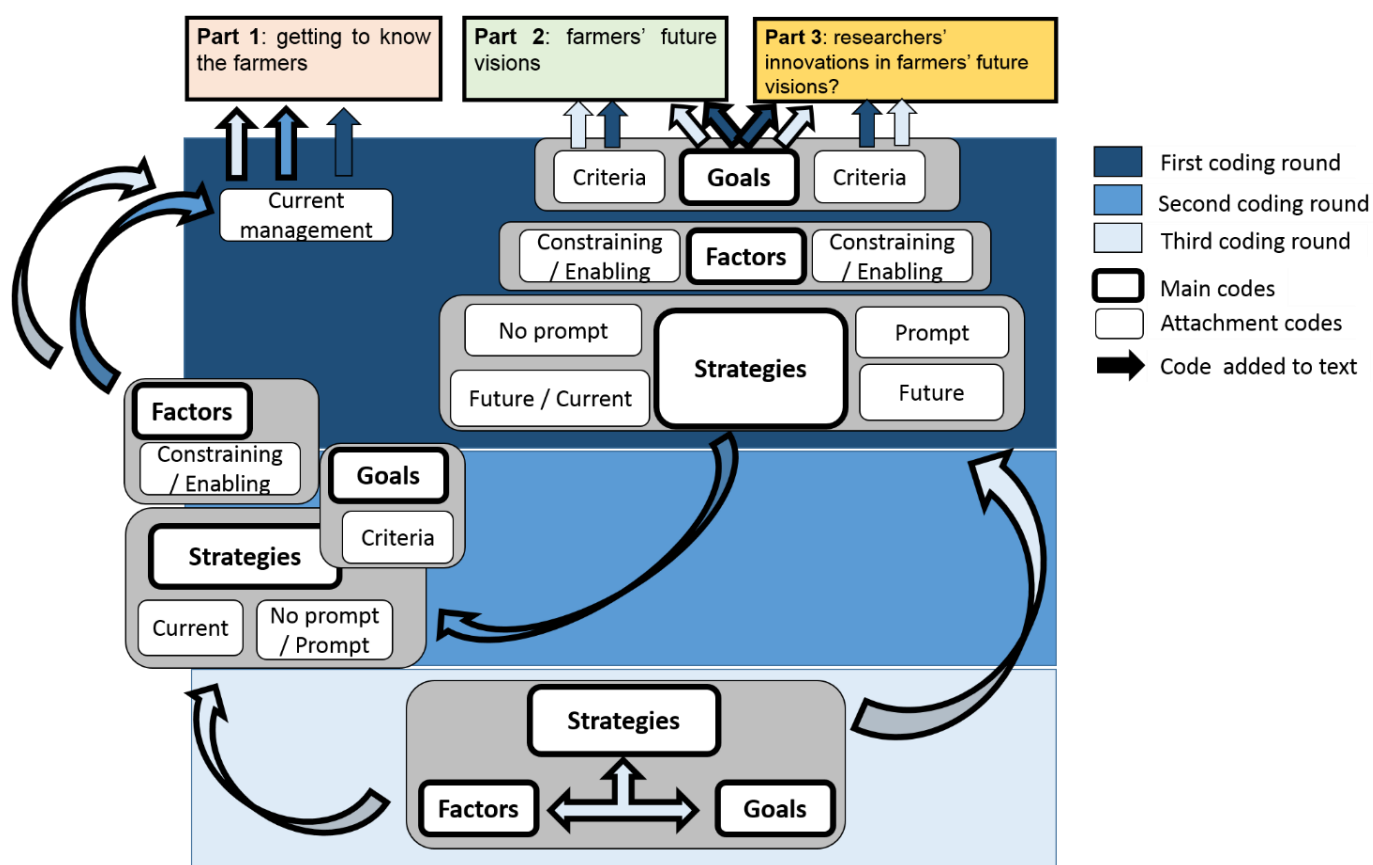 Part 1: getting to know
the farmers
Part 2: farmers' future
visions
Part 3: researchers'
innovations in farmers' future
visions?
Current
management
Criteria
Goals
Criteria
Constraining
/ Enabling
Factors
Constraining
/ Enabling
No prompt
Future / Current
Strategies
Prompt
Future
First coding round
Second coding round
Third coding round
Main codes
Attachment codes
Code added to text
Factors
Constraining
/ Enabling
Goals
Criteria
Strategies
Current
No prompt
/ Prompt
Strategies
Factors
Goals